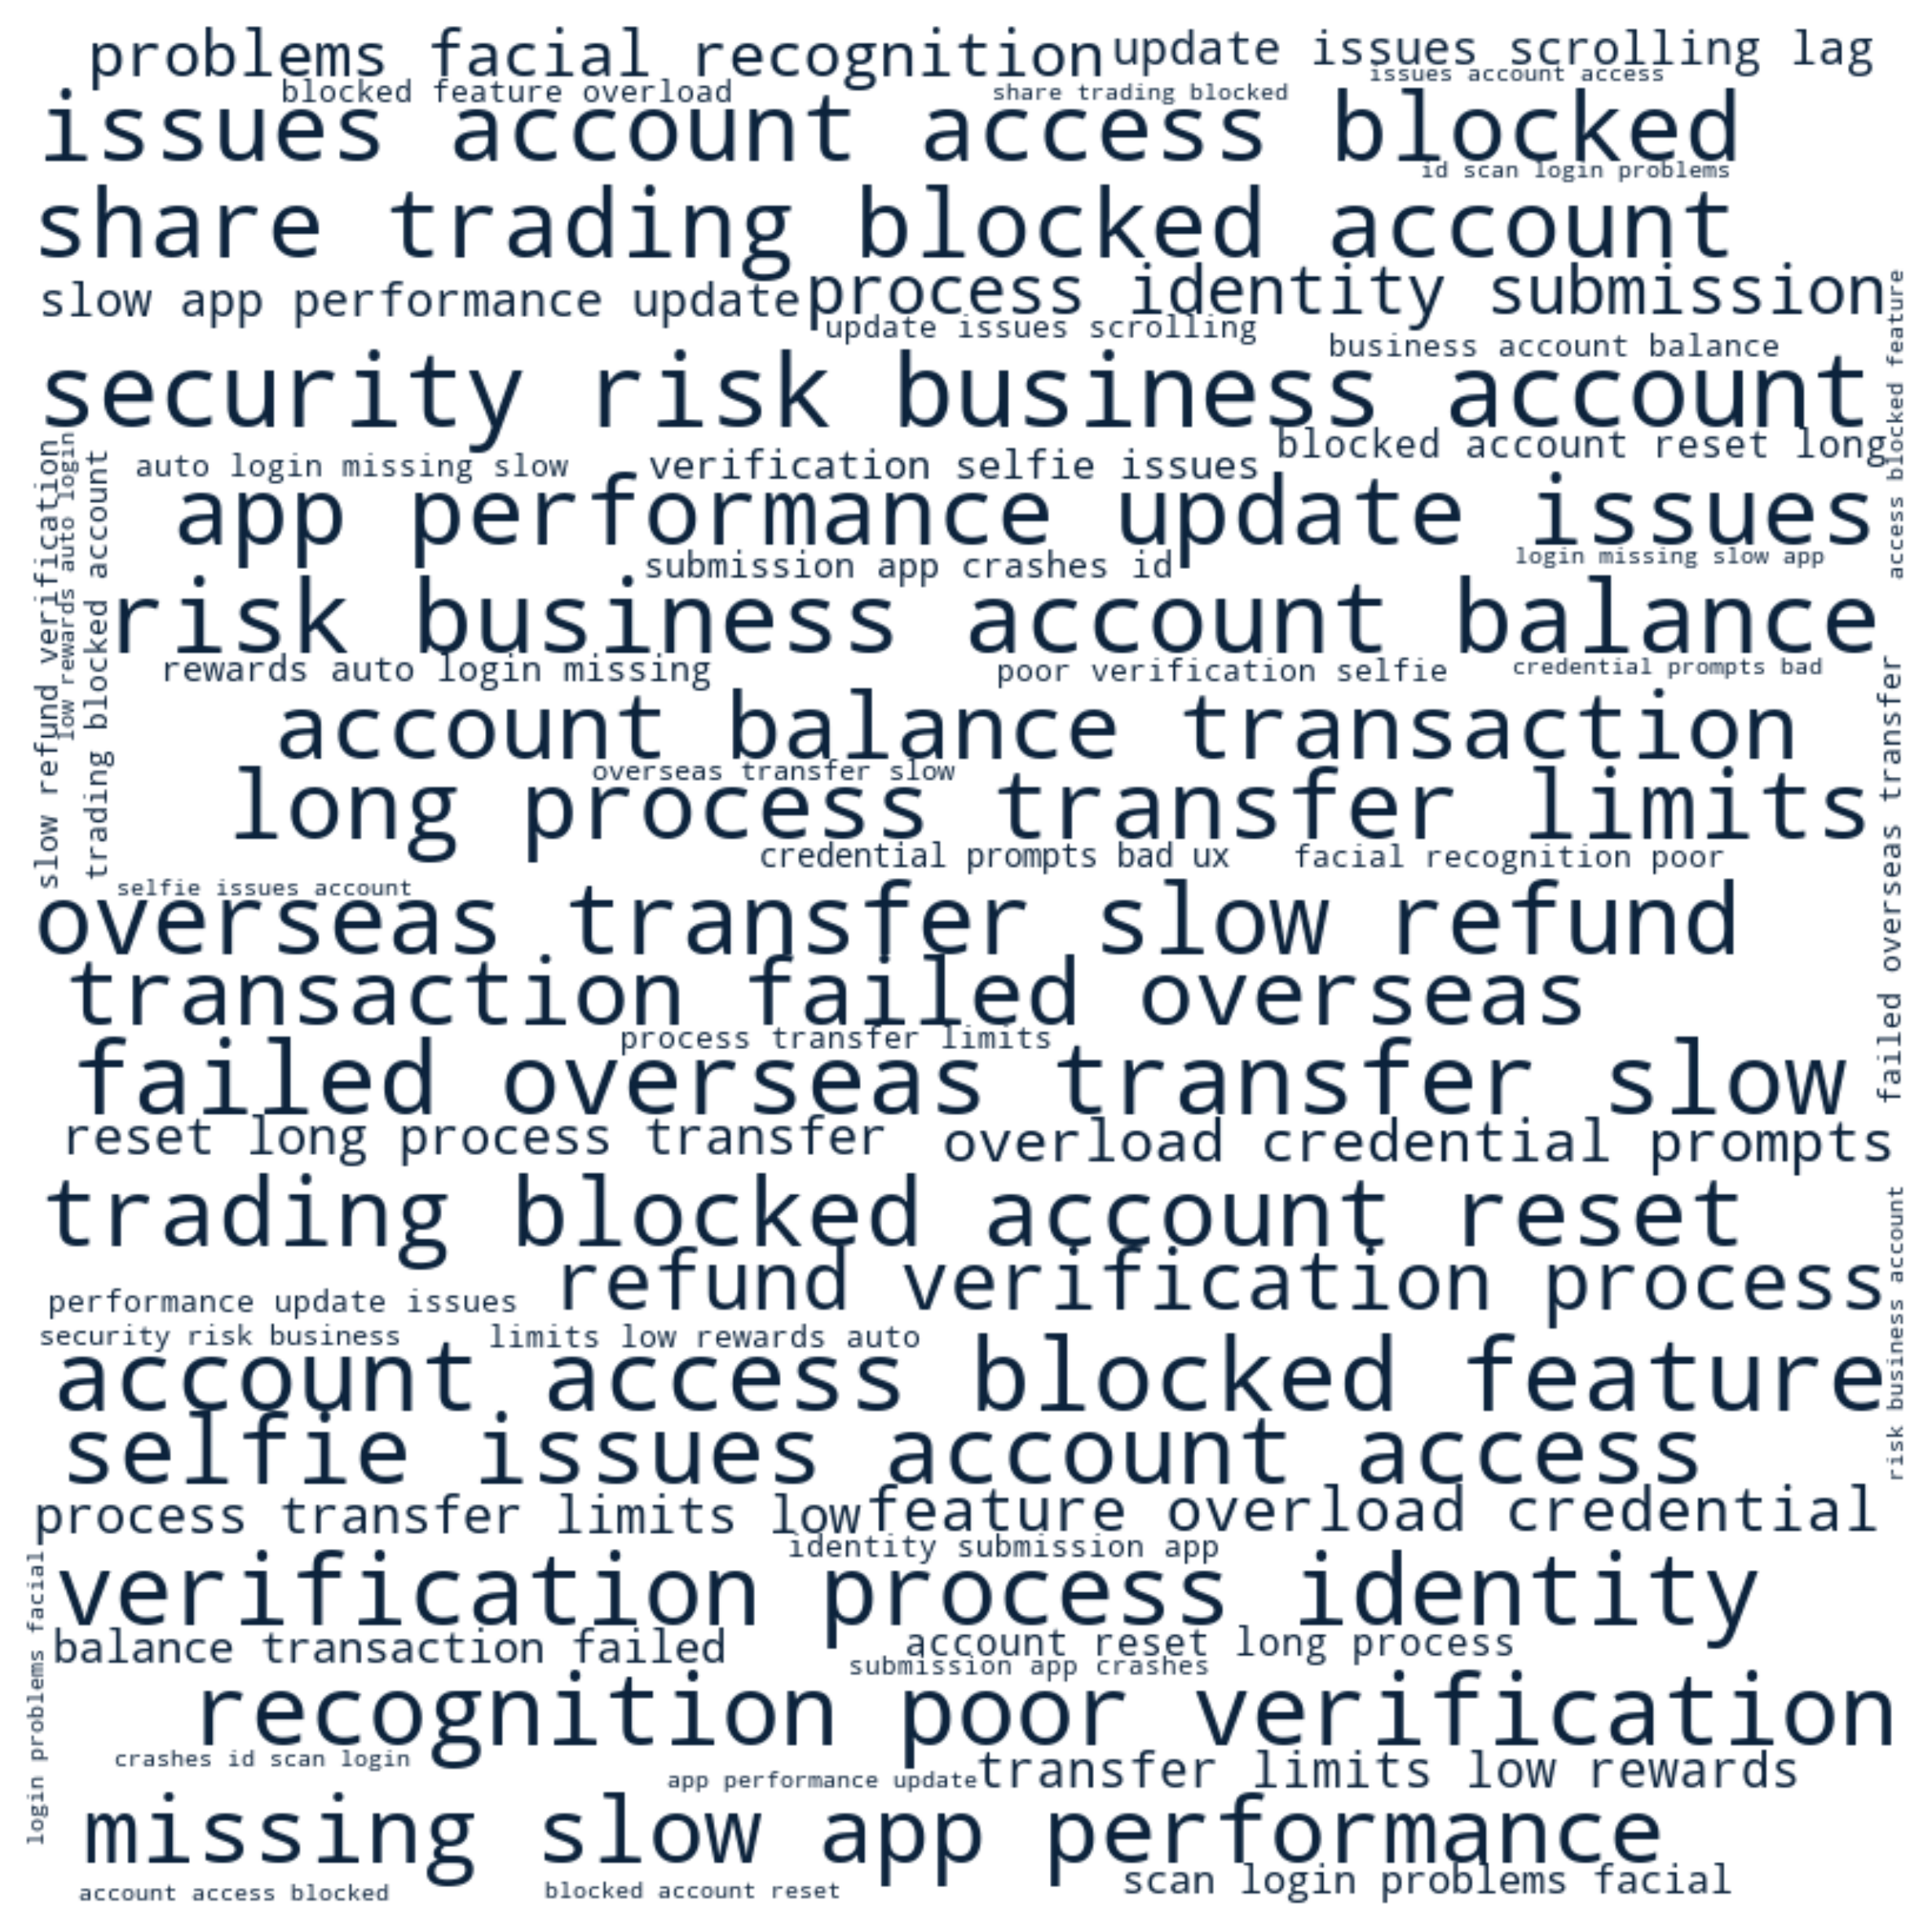 problems facial recognition
update issues scrolling lag
issues account access
blocked feature overload
share trading blocked
issues account access blocked
id scan login problems
share trading blocked account
slow app performance update
process identity submission
update issues scrolling
business account balance
access blocked feature
security risk business account
blocked account reset long
slow refund verification
low rewards auto login
trading blocked account
auto login missing slow
verification selfie issues
app performance update issues
submission app crashes id
login missing slow app
risk business account balance
rewards auto login missing
poor verification selfie
credential prompts bad
failed overseas transfer
account balance transaction
overseas transfer slow
long process transfer limits
credential prompts bad ux
facial recognition poor
selfie issues account
overseas transfer slow refund
transaction failed overseas
process transfer limits
failed overseas transfer slow
reset long process transfer
overload credential prompts
trading blocked account reset
risk business account
refund verification process
performance update issues
security risk business
limits low rewards auto
account access blocked feature
selfie issues account access
process transfer limits low
feature overload credential
identity submission app
login problems facial
verification process identity
balance transaction failed
account reset long process
submission app crashes
recognition poor verification
crashes id scan login
app performance update
transfer limits low rewards
missing slow app performance
scan login problems facial
account access blocked
blocked account reset